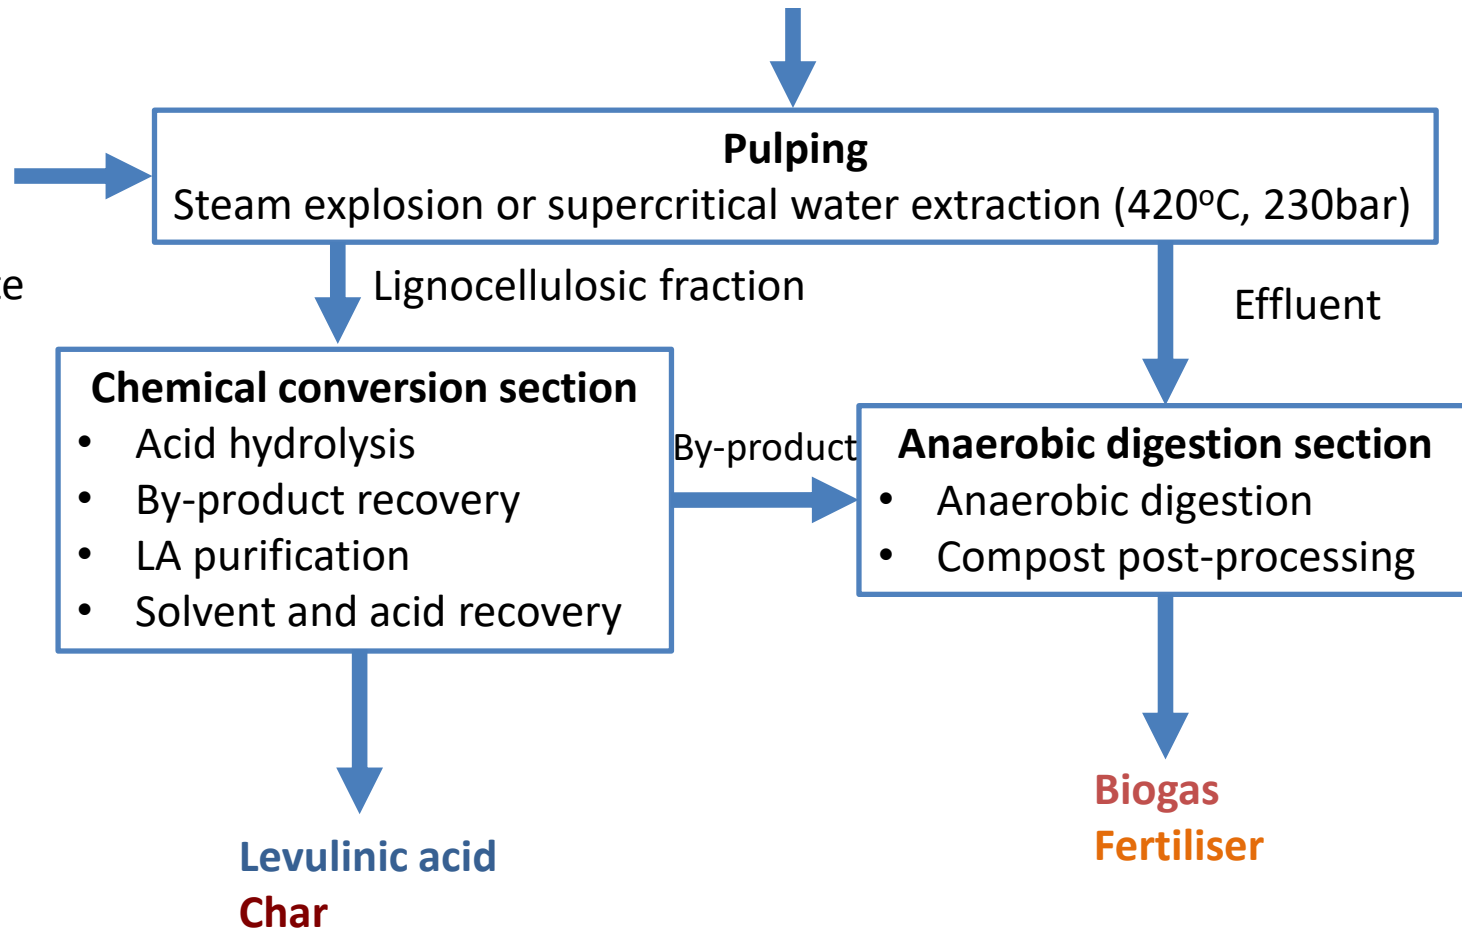 Pulping
Steam explosion or supercritical water extraction (420°C, 230bar)
Lignocellulosic fraction
Effluent
Chemical conversion section
• Acid hydrolysis
• By-product recovery
• LA purification
• Solvent and acid recovery
By-product
Anaerobic digestion section
• Anaerobic digestion
• Compost post-processing
Biogas
Fertiliser
Levulinic acid
Char